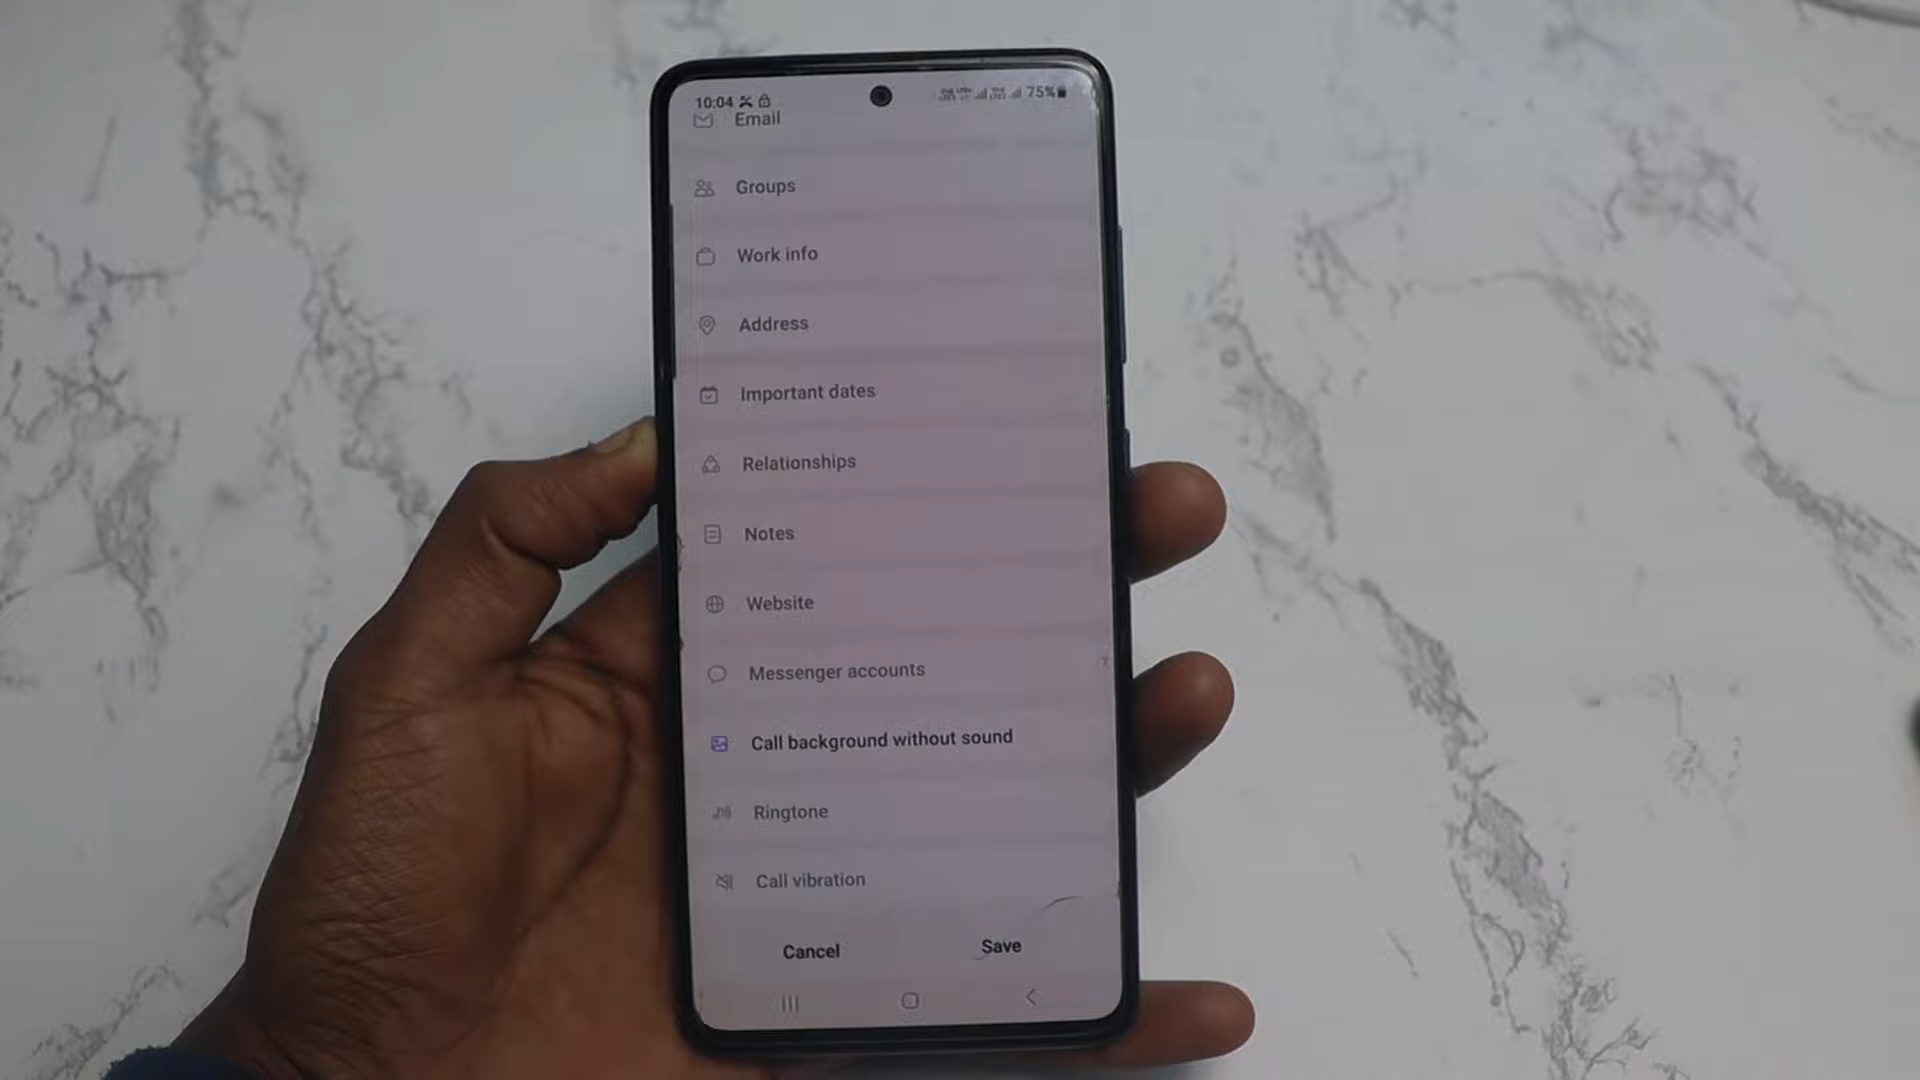 10:04 75%
Email
Groups
Work info
Address
Important dates
Relationships
Notes
Website
Messenger accounts
Call background without sound
Ringtone
Call vibration
Cancel Save